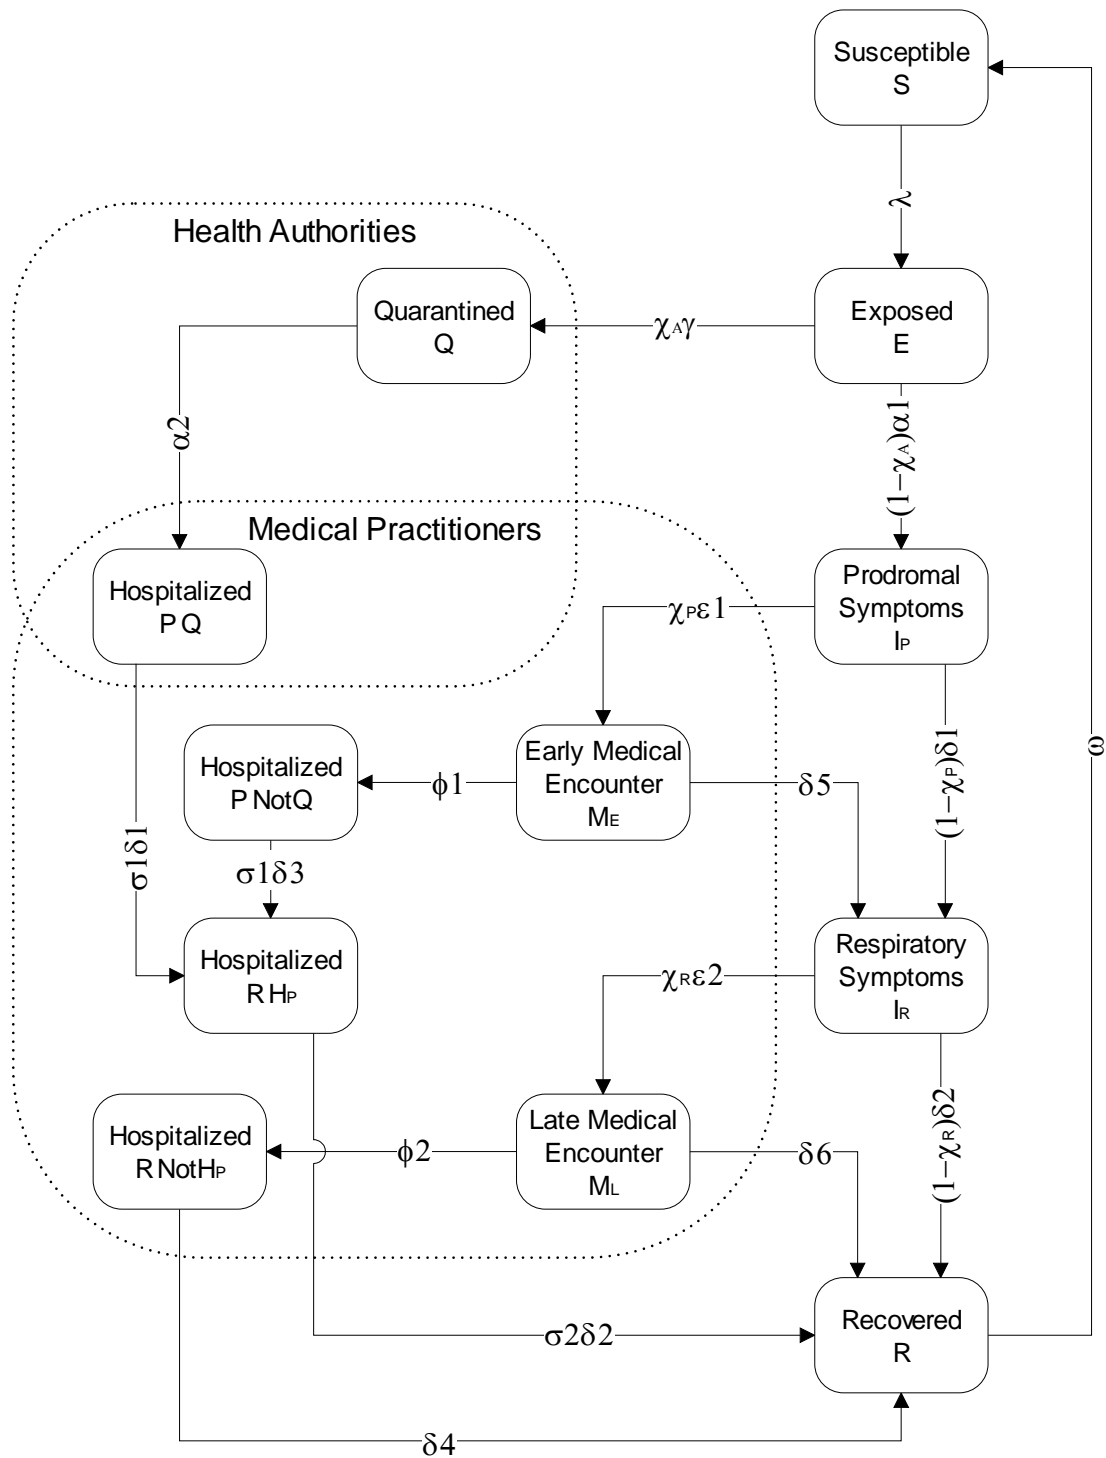 Susceptible
S
λ
Health Authorities
Quarantined
Q
χAγ
Exposed
E
α2
(1−χA)α1
Medical Practitioners
Hospitalized
P Q
χPε1
Prodromal
Symptoms
IP
Hospitalized
P NotQ
ϕ1
Early Medical
Encounter
ME
δ5
(1−χP)δ1
ω
σ1δ1
σ1δ3
Hospitalized
R HP
χRε2
Respiratory
Symptoms
IR
Hospitalized
R NotHP
ϕ2
Late Medical
Encounter
ML
δ6
(1−χR)δ2
σ2δ2
Recovered
R
δ4